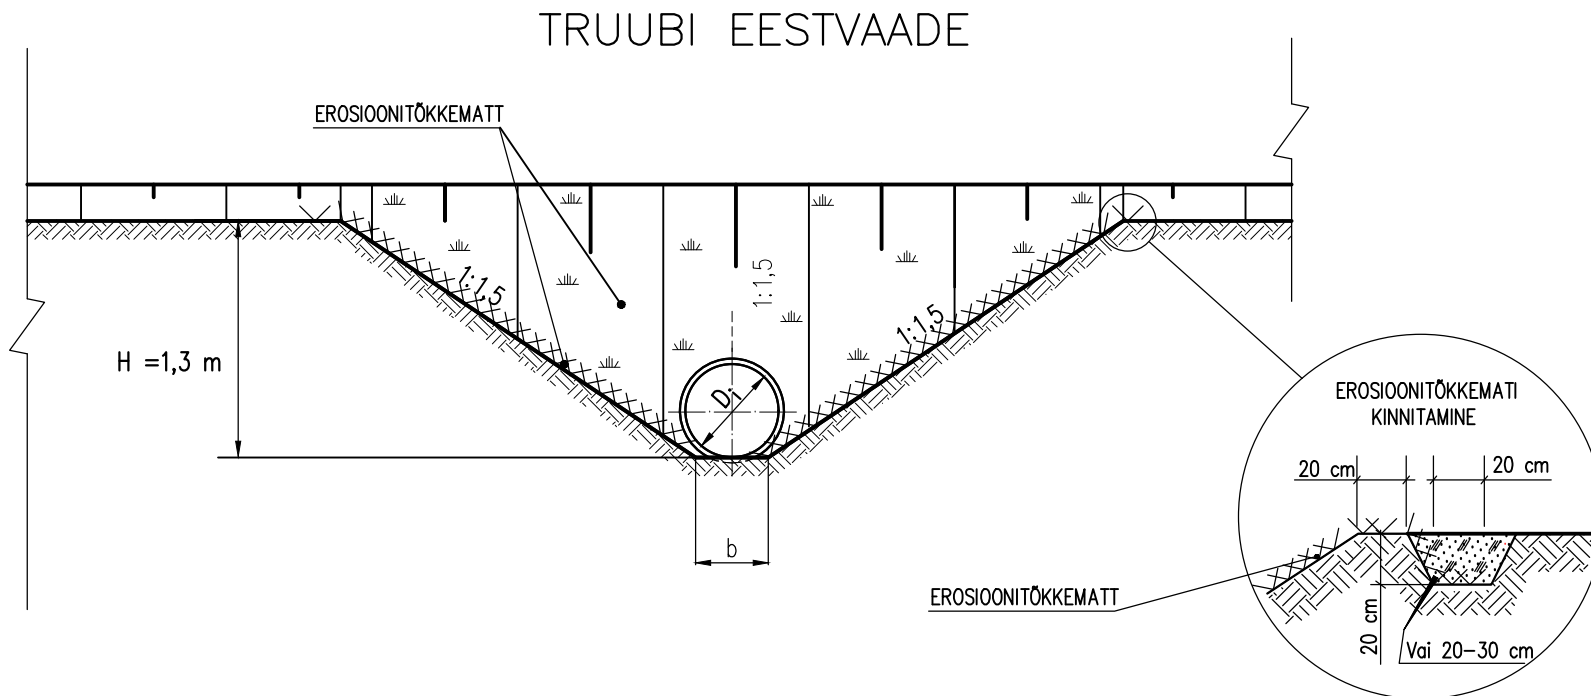 TRUUBI EESTVAADE
EROSIOONITÕKKEMATT
1:1,5
1:1,5
1:1,5
H =1,3 m
Di
b
EROSIOONITÕKKEMATI
KINNITAMINE
20 cm
20 cm
EROSIOONITÕKKEMATT
20 cm
Vai 20-30 cm